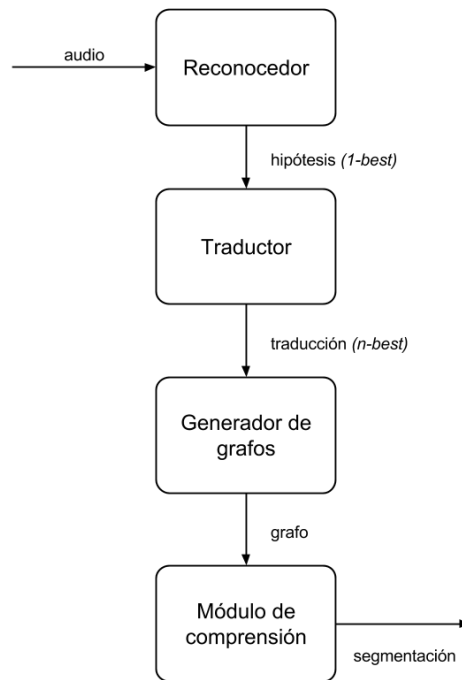 audio
Reconocedor
hipótesis (1-best)
Traductor
traducción (n-best)
Generador de
grafos
grafo
Módulo de
comprensión
segmentación